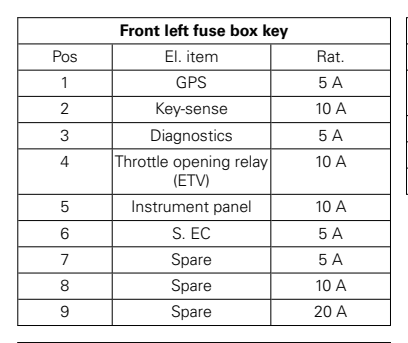 Front left fuse box key
Pos El. item Rat.
1 GPS 5 A
2 Key-sense 10 A
3 Diagnostics 5 A
4 Throttle opening relay 10 A
(ETV)
5 Instrument panel 10 A
6 S. EC 5 A
7 Spare 5 A
8 Spare 10 A
9 Spare 20 A